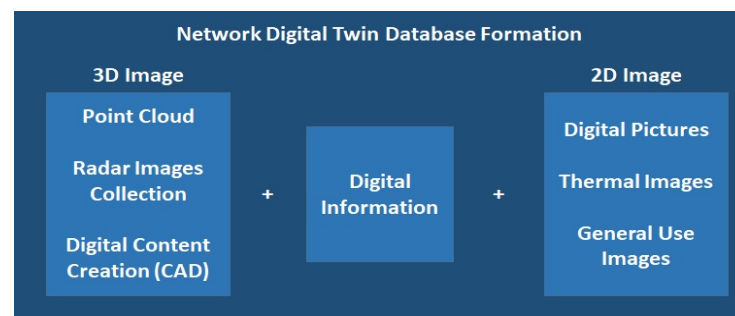 Network Digital Twin Database Formation
3D Image
Point Cloud
Radar Images
Collection
Digital Content
Creation (CAD)
+
Digital
Information
+
2D Image
Digital Pictures
Thermal Images
General Use
Images